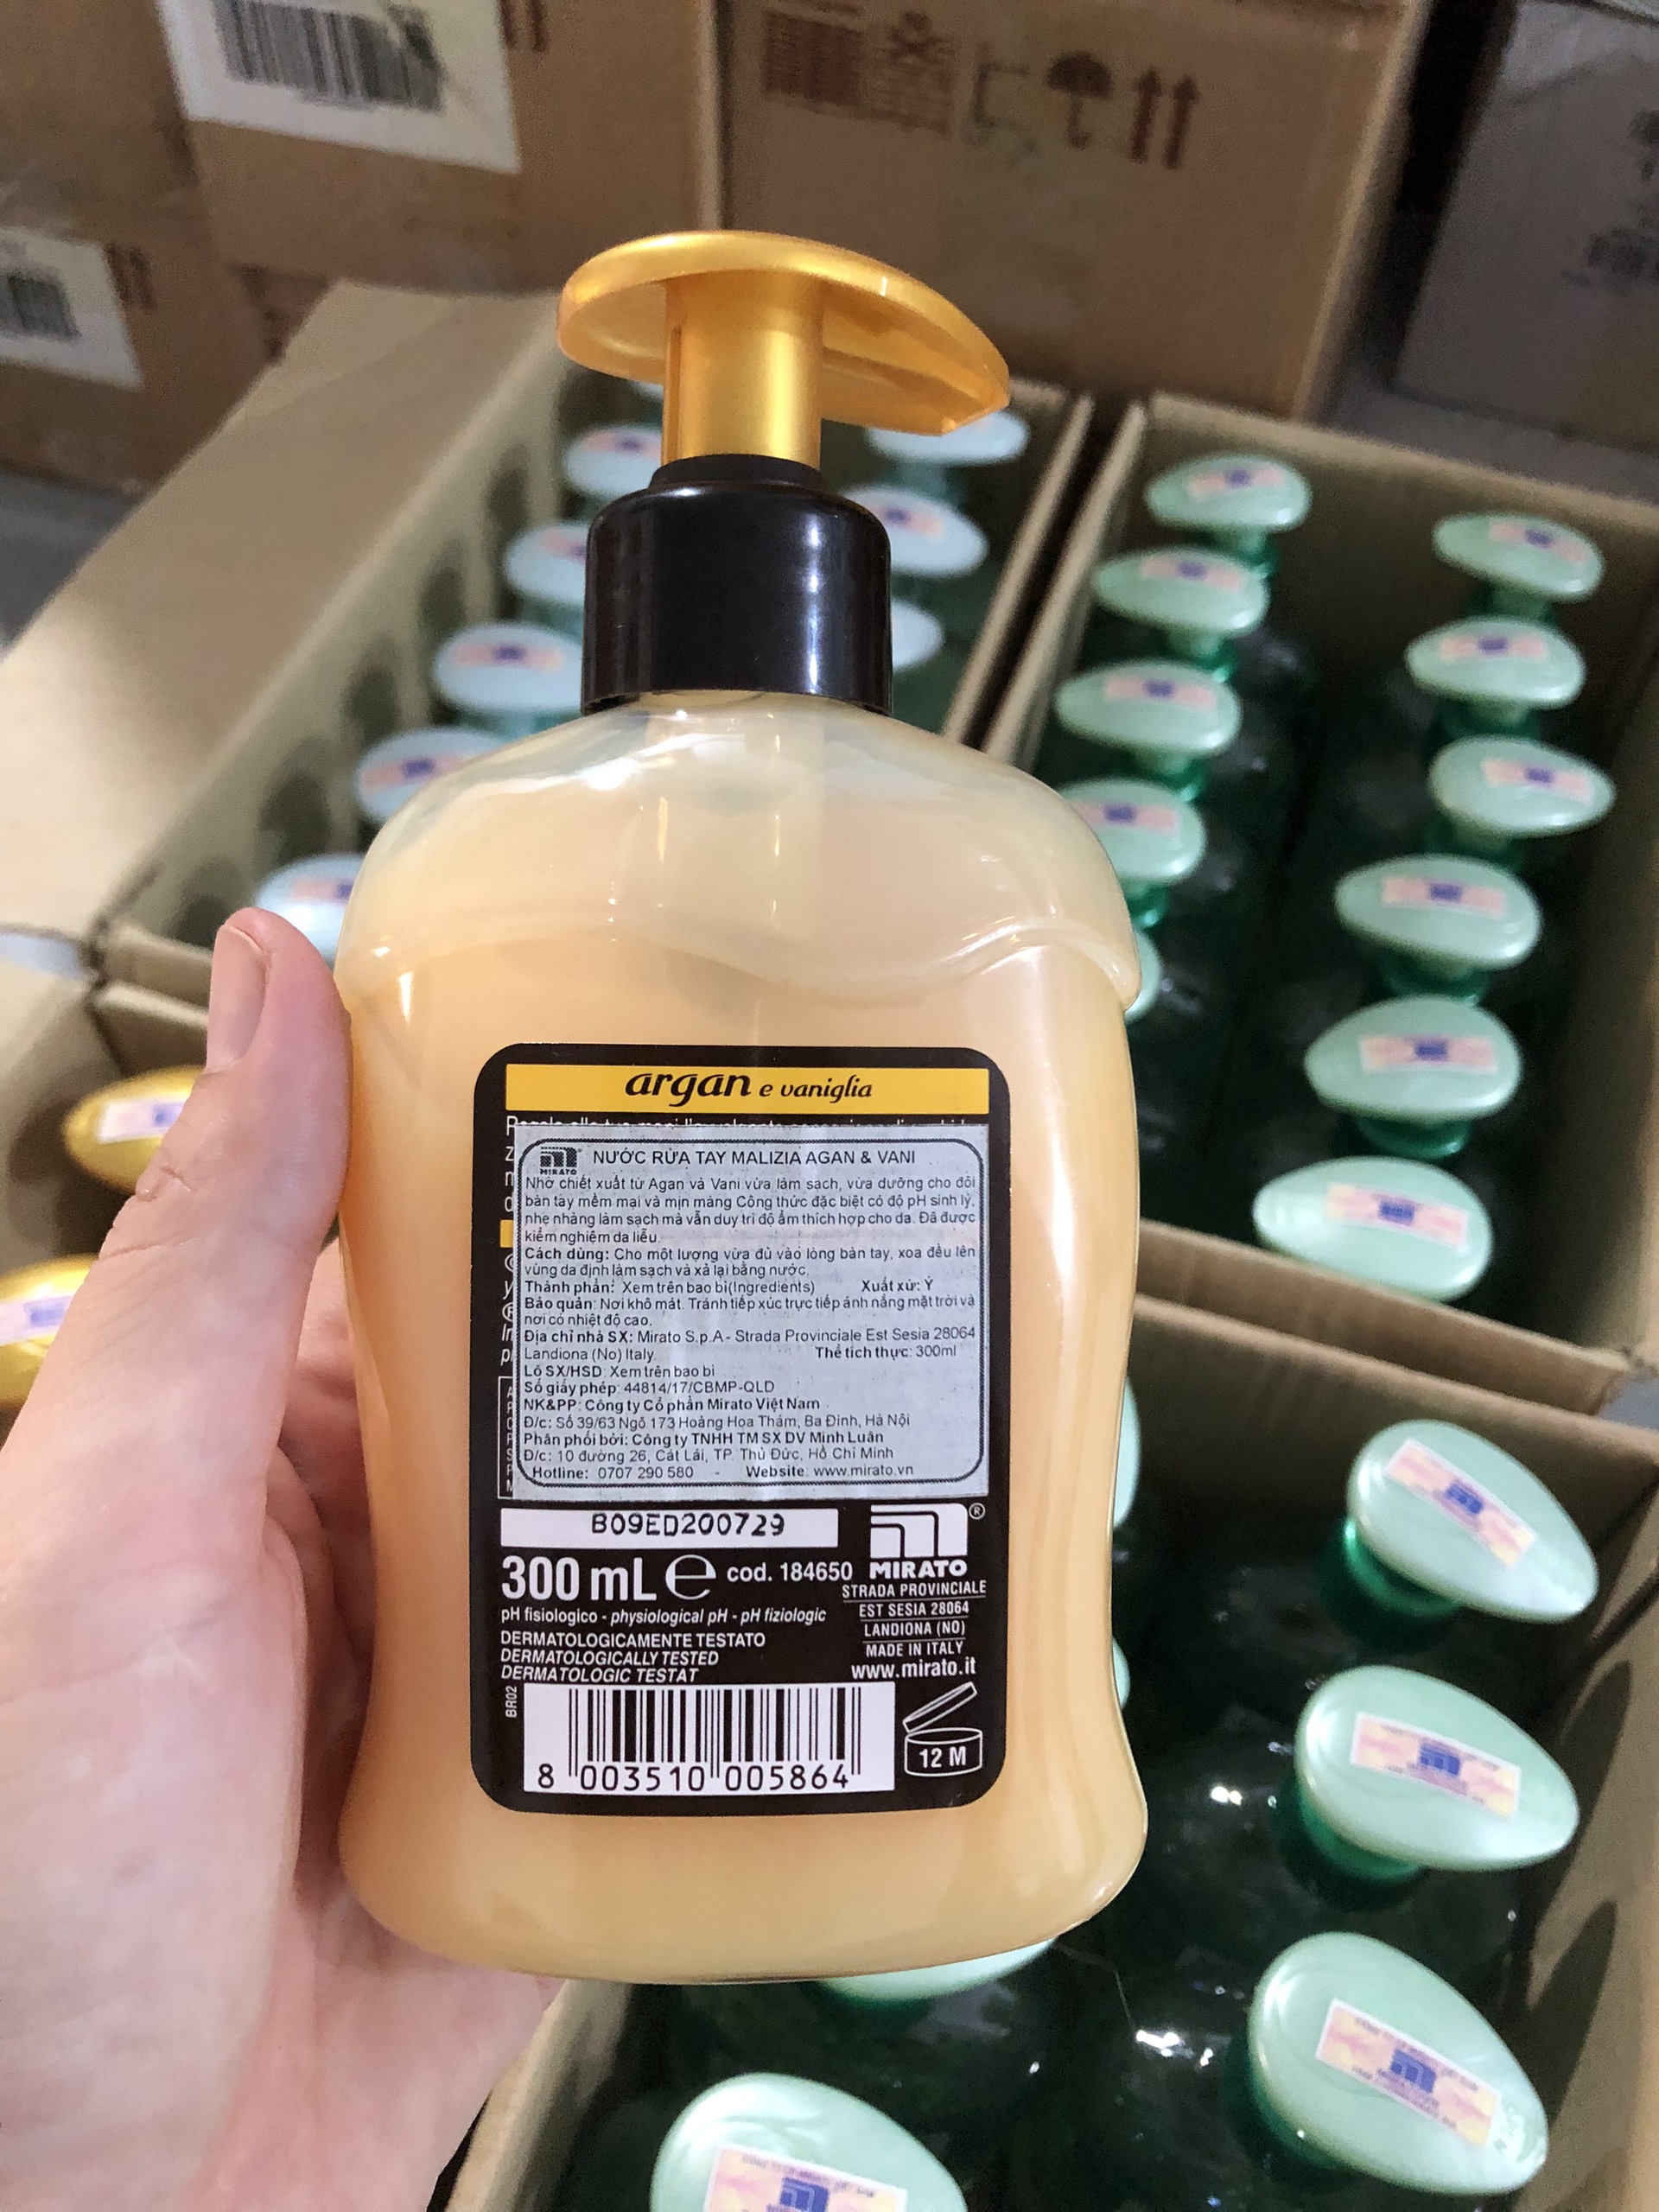 argan e vaniglia
MIRATO
NƯỚC RỬA TAY MALIZIA AGAN & VANI
Nhờ chiết xuất từ Agan và Vani vừa làm sạch, vừa dưỡng cho đôi
bàn tay mềm mại và mịn màng Công thức đặc biệt có độ pH sinh lý,
nhẹ nhàng làm sạch mà vẫn duy trì độ ẩm thích hợp cho da. Đã được
kiểm nghiệm da liễu.
Cách dùng: Cho một lượng vừa đủ vào lòng bàn tay, xoa đều lên
vùng da định làm sạch và xả lại bằng nước.
Thành phần: Xem trên bao bì(Ingredients) Xuất xứ: Ý
Bảo quản: Nơi khô mát. Tránh tiếp xúc trực tiếp ánh nắng mặt trời và
nơi có nhiệt độ cao.
Địa chỉ nhà SX: Mirato S.p.A - Strada Provinciale Est Sesia 28064
Landiona (No) Italy. Thể tích thực: 300ml
Lô SX/HSD: Xem trên bao bì
Số giấy phép: 44814/17/CBMP-QLD
NK&PP: Công ty Cổ phần Mirato Việt Nam
Đ/c: Số 39/63 Ngõ 173 Hoàng Hoa Thám, Ba Đình, Hà Nội
Phân phối bởi: Công ty TNHH TM SX DV Minh Luân
Đ/c: 10 đường 26, Cát Lái, TP. Thủ Đức, Hồ Chí Minh
Hotline: 0707 290 580 - Website: www.mirato.vn
B09ED200729
300 mL e cod. 184650
MIRATO ®
STRADA PROVINCIALE
EST SESIA 28064
LANDIONA (NO)
MADE IN ITALY
www.mirato.it
pH fisiologico - physiological pH - pH fiziologic
DERMATOLOGICAMENTE TESTATO
DERMATOLOGICALLY TESTED
DERMATOLOGIC TESTAT
BR02
8 003510 005864
12 M